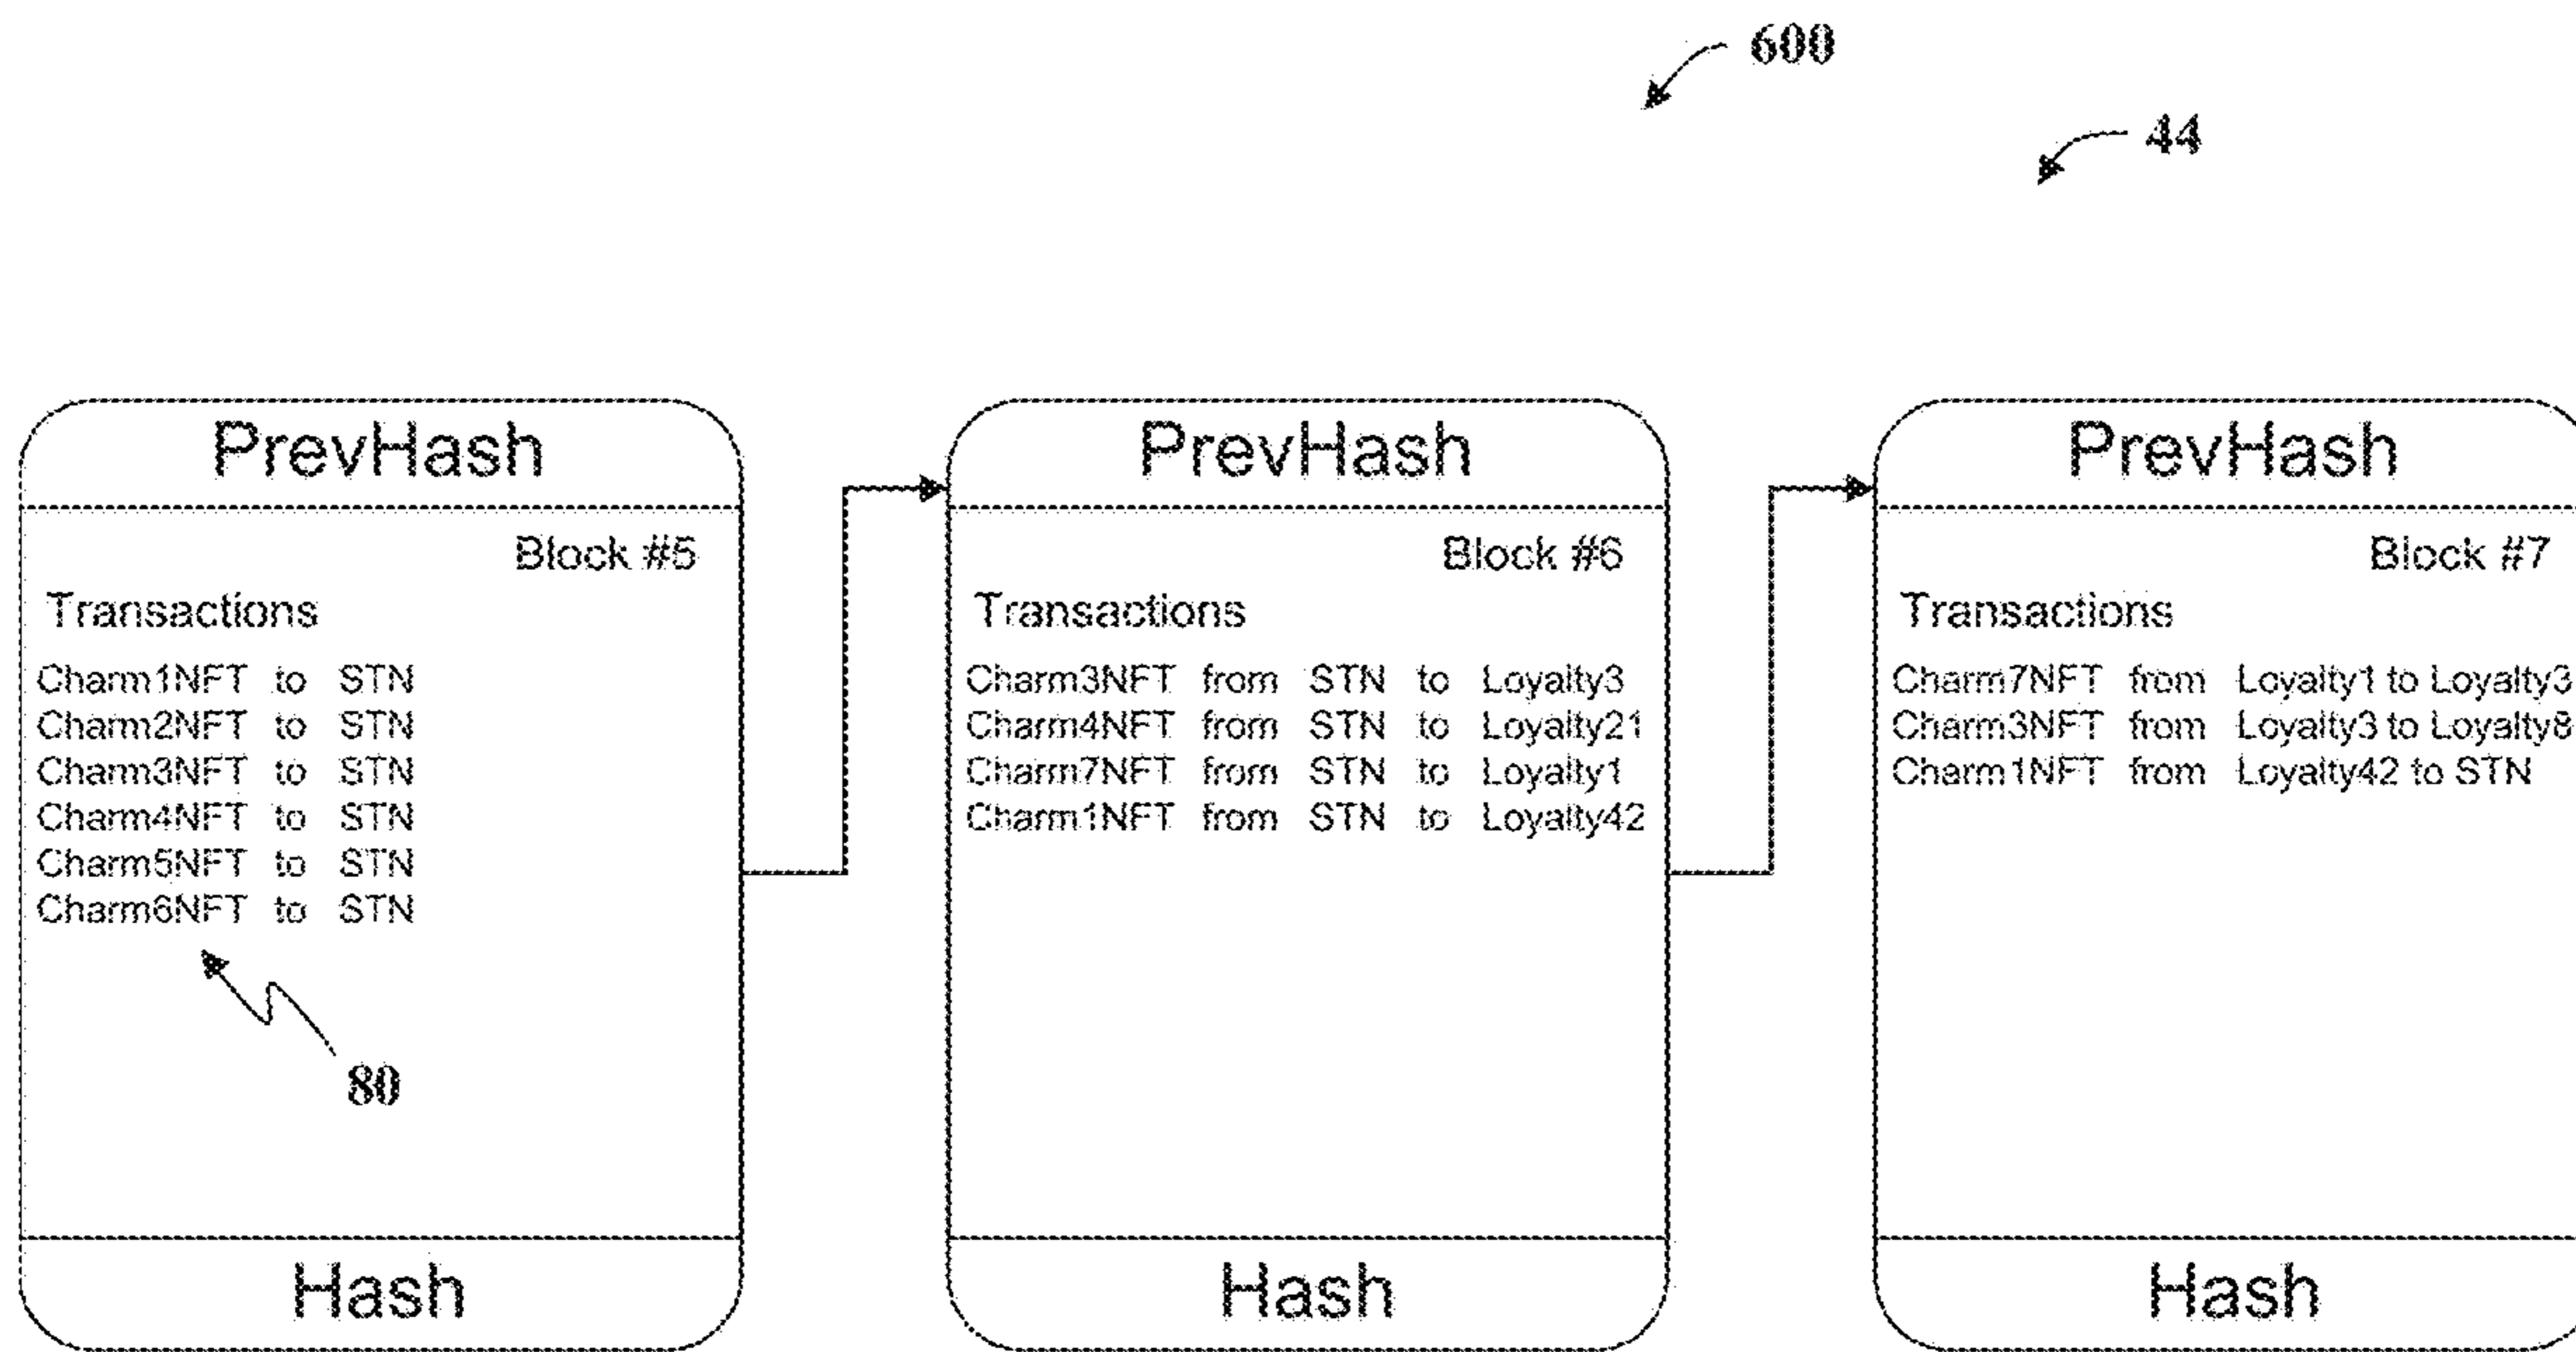 600
44
PrevHash
Block #5
Transactions
Charm1NFT to STN
Charm2NFT to STN
Charm3NFT to STN
Charm4NFT to STN
Charm5NFT to STN
Charm6NFT to STN
80
Hash
PrevHash
Block #6
Transactions
Charm3NFT from STN to Loyalty3
Charm4NFT from STN to Loyalty21
Charm7NFT from STN to Loyalty1
Charm1NFT from STN to Loyalty42
Hash
PrevHash
Block #7
Transactions
Charm7NFT from Loyalty1 to Loyalty3
Charm3NFT from Loyalty3 to Loyalty8
Charm1NFT from Loyalty42 to STN
Hash